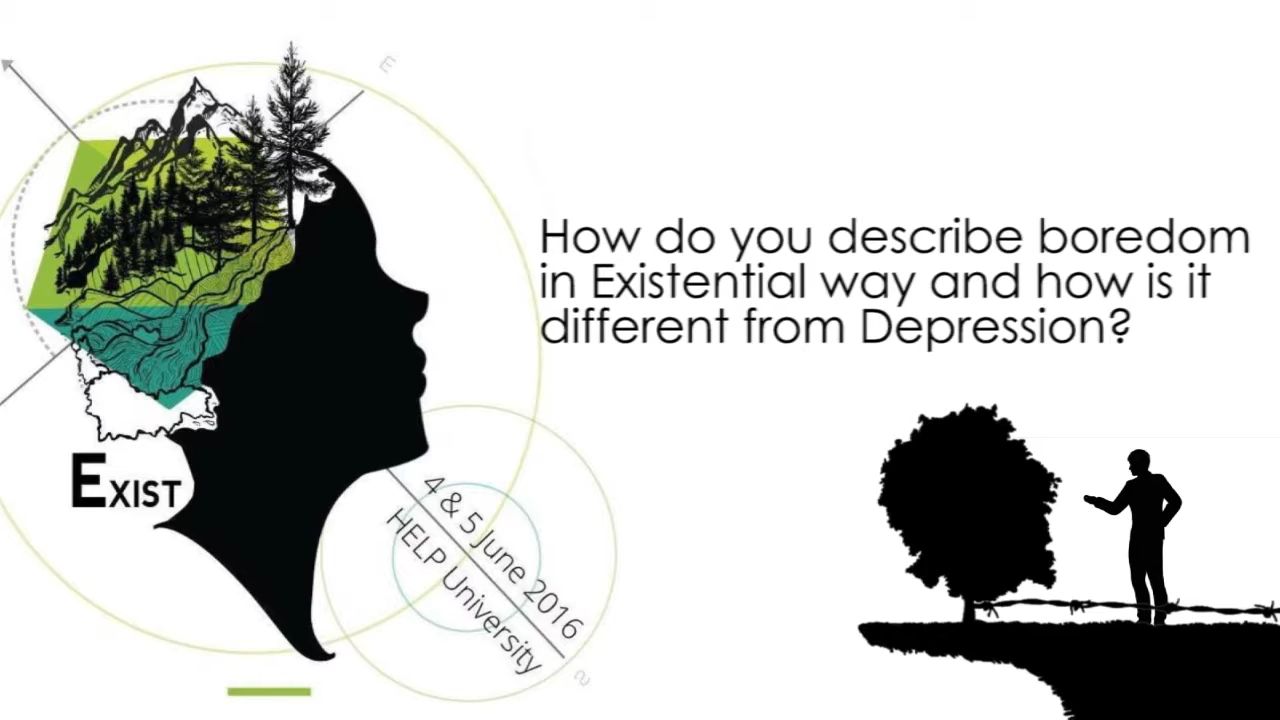 E
How do you describe boredom
in Existential way and how is it
different from Depression?
EXIST
4 & 5 June 2016
HELP University